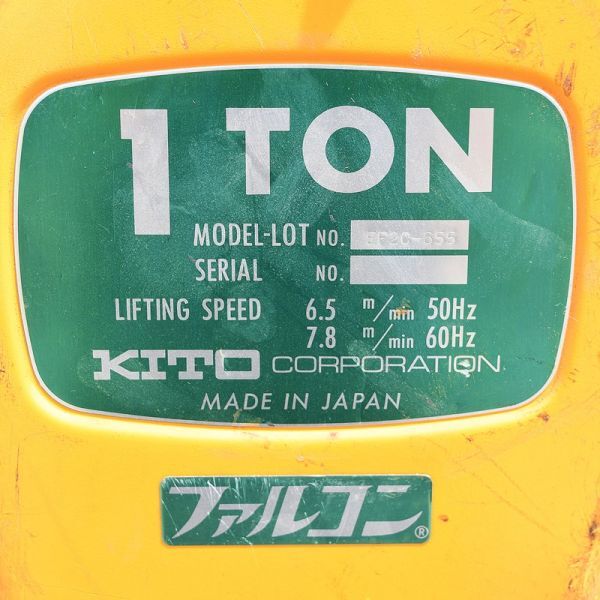 1 TON
MODEL-LOT NO.
SERIAL NO.
LIFTING SPEED 6.5 m/min 50Hz
7.8 m/min 60Hz
KITO CORPORATION
MADE IN JAPAN
ファルコン®